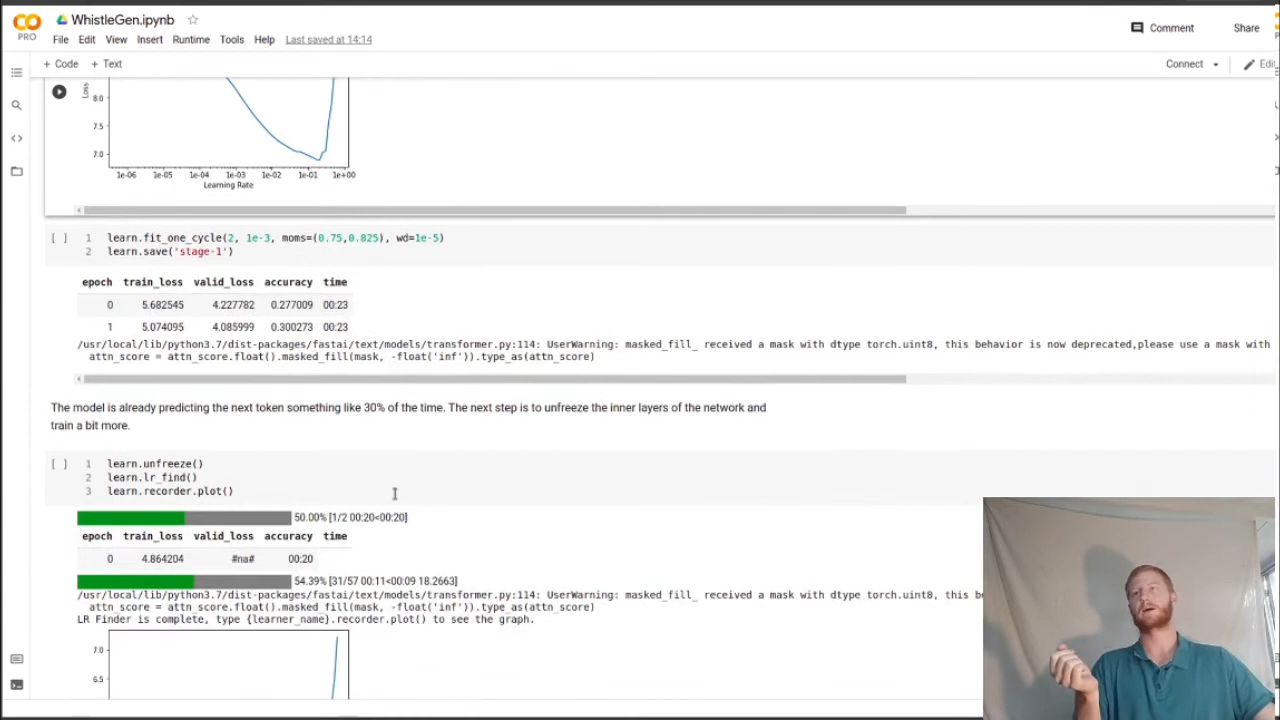 WhistleGen.ipynb
PRO
File Edit View Insert Runtime Tools Help Last saved at 14:14
Comment Share
+ Code + Text
Connect
Loss
8.0
7.5
7.0
1e-06 1e-05 1e-04 1e-03 1e-02 1e-01 1e+00
Learning Rate
[ ] 1 learn.fit_one_cycle(2, 1e-3, moms=(0.75,0.825), wd=1e-5)
2 learn.save('stage-1')
epoch train_loss valid_loss accuracy time
0 5.682545 4.227782 0.277009 00:23
1 5.074095 4.085999 0.300273 00:23
/usr/local/lib/python3.7/dist-packages/fastai/text/models/transformer.py:114: UserWarning: masked_fill_ received a mask with dtype torch.uint8, this behavior is now deprecated,please use a mask with
attn_score = attn_score.float().masked_fill(mask, -float('inf')).type_as(attn_score)
The model is already predicting the next token something like 30% of the time. The next step is to unfreeze the inner layers of the network and
train a bit more.
[ ] 1 learn.unfreeze()
2 learn.lr_find()
3 learn.recorder.plot()
50.00% [1/2 00:20<00:20]
epoch train_loss valid_loss accuracy time
0 4.864204 #na# 00:20
54.39% [31/57 00:11<00:09 18.2663]
/usr/local/lib/python3.7/dist-packages/fastai/text/models/transformer.py:114: UserWarning: masked_fill_ received a mask with dtype torch.uint8, this be
attn_score = attn_score.float().masked_fill(mask, -float('inf')).type_as(attn_score)
LR Finder is complete, type {learner_name}.recorder.plot() to see the graph.
7.0
6.5